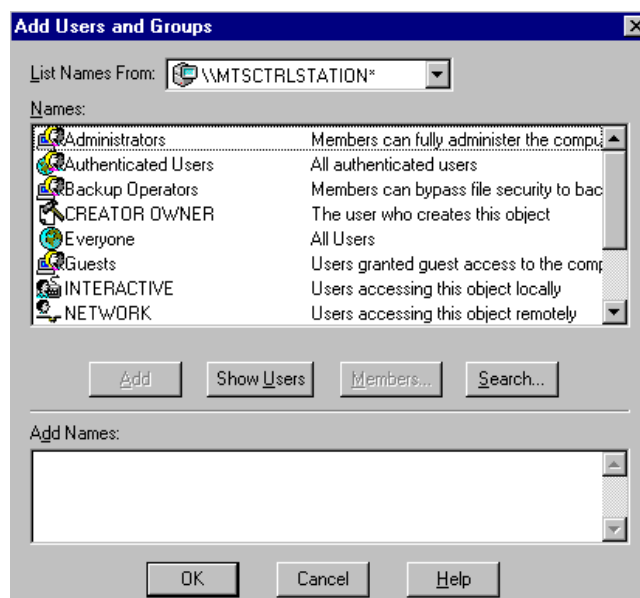 Add Users and Groups
List Names From: \\MTSCTRLSTATION*
Names:
Administrators Members can fully administer the compu
Authenticated Users All authenticated users
Backup Operators Members can bypass file security to bac
CREATOR OWNER The user who creates this object
Everyone All Users
Guests Users granted guest access to the comp
INTERACTIVE Users accessing this object locally
NETWORK Users accessing this object remotely
Add Show Users Members... Search...
Add Names:
OK Cancel Help